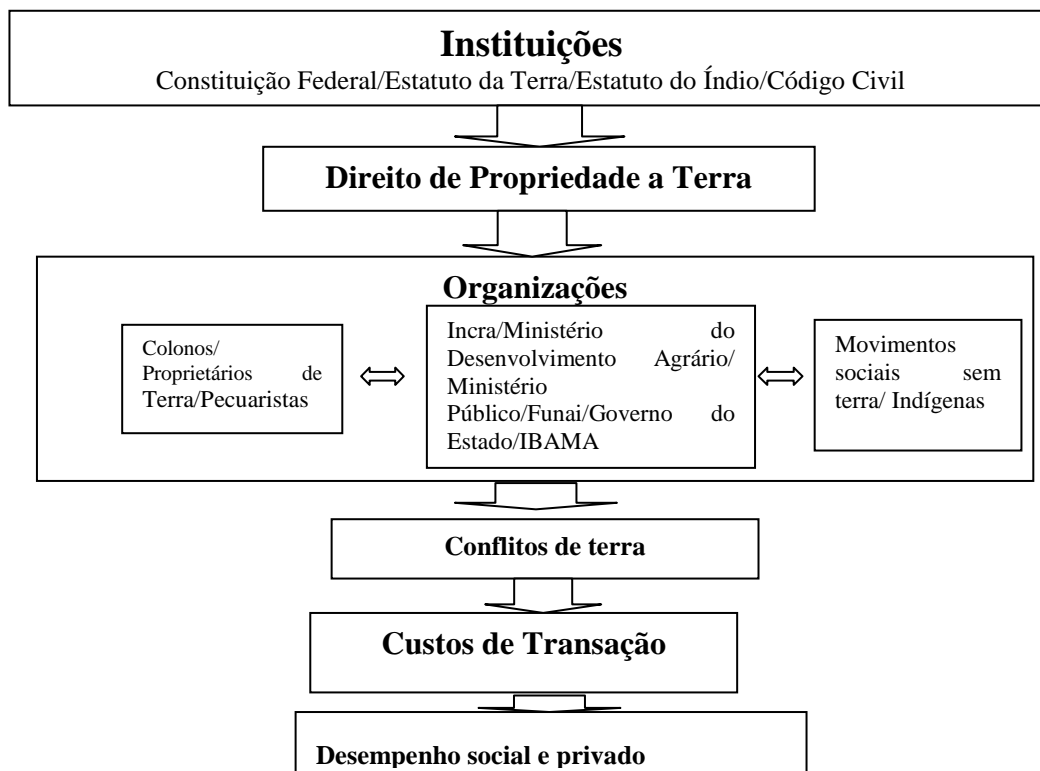 Instituições
Constituição Federal/Estatuto da Terra/Estatuto do Índio/Código Civil
Direito de Propriedade a Terra
Organizações
Colonos/
Proprietários de
Terra/Pecuaristas
Incra/Ministério do
Desenvolvimento Agrário/
Ministério
Público/Funai/Governo do
Estado/IBAMA
Movimentos
sociais sem
terra/ Indígenas
Conflitos de terra
Custos de Transação
Desempenho social e privado